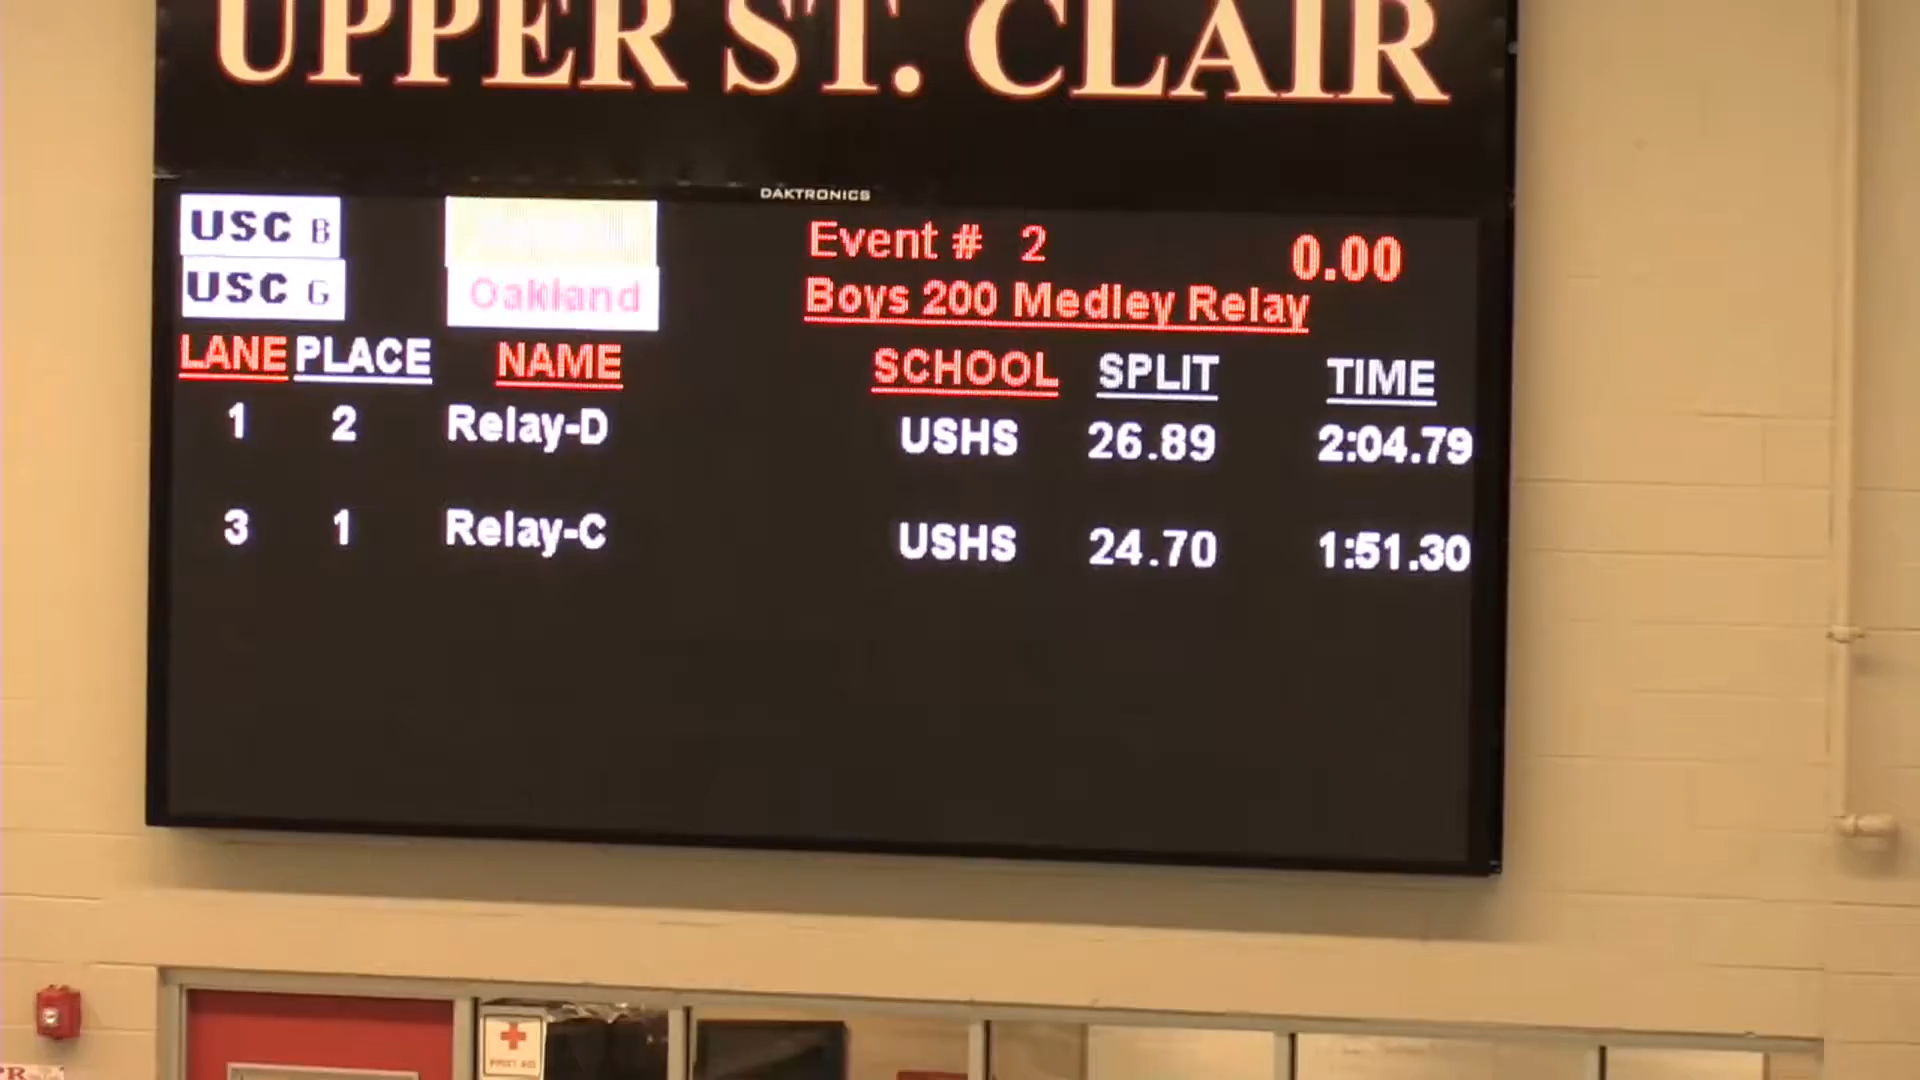 UPPER ST. CLAIR
DAKTRONICS
USC B
USC G Oakland
Event # 2 0.00
Boys 200 Medley Relay
LANE PLACE NAME SCHOOL SPLIT TIME
1 2 Relay-D USHS 26.89 2:04.79
3 1 Relay-C USHS 24.70 1:51.30
FIRST AID